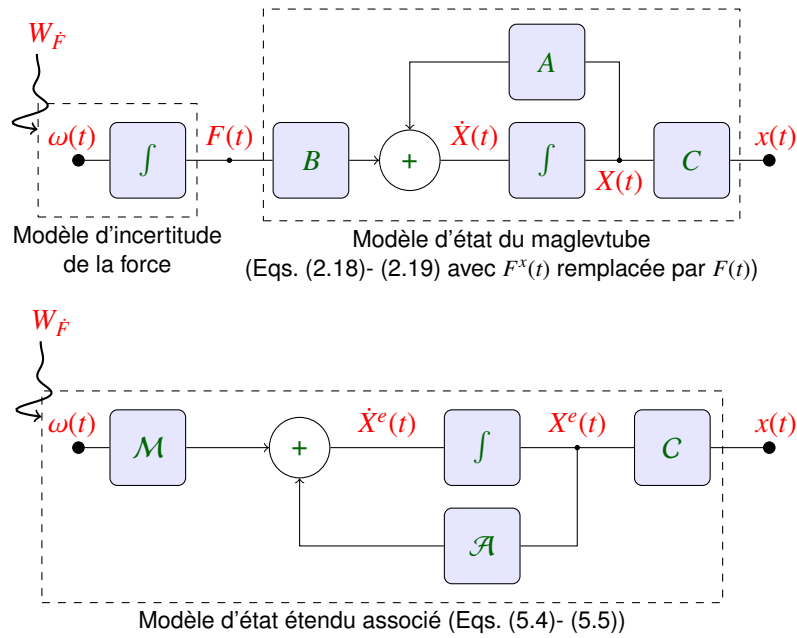 W_Ḟ
A
ω(t)
∫
F(t)
B
+
Ẋ(t)
∫
X(t)
C
x(t)
Modèle d'incertitude
de la force
Modèle d'état du maglevtube
(Eqs. (2.18)- (2.19) avec F^x(t) remplacée par F(t))
W_Ḟ
ω(t)
ℳ
+
Ẋ^e(t)
∫
X^e(t)
𝒞
x(t)
𝒜
Modèle d'état étendu associé (Eqs. (5.4)- (5.5))